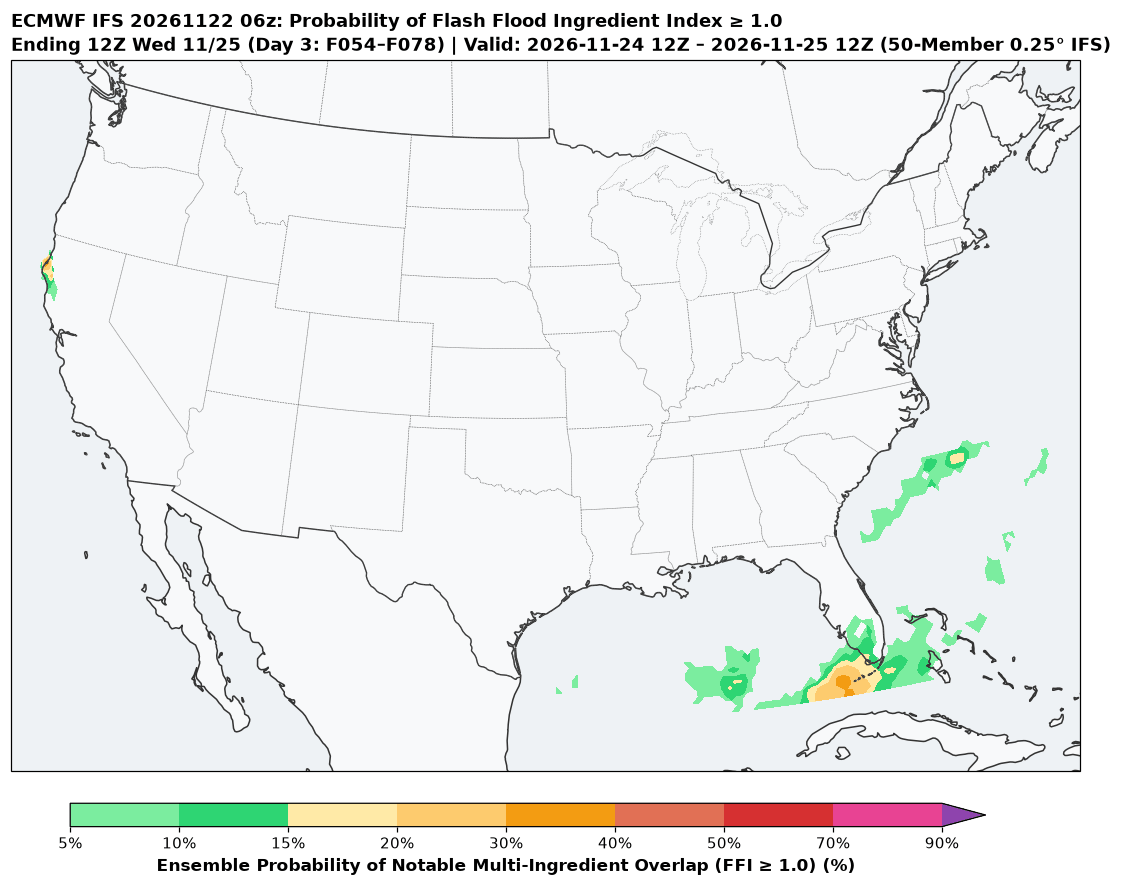 ECMWF IFS 20261122 06z: Probability of Flash Flood Ingredient Index ≥ 1.0
Ending 12Z Wed 11/25 (Day 3: F054–F078) | Valid: 2026-11-24 12Z – 2026-11-25 12Z (50-Member 0.25° IFS)
5% 10% 15% 20% 30% 40% 50% 70% 90%
Ensemble Probability of Notable Multi-Ingredient Overlap (FFI ≥ 1.0) (%)